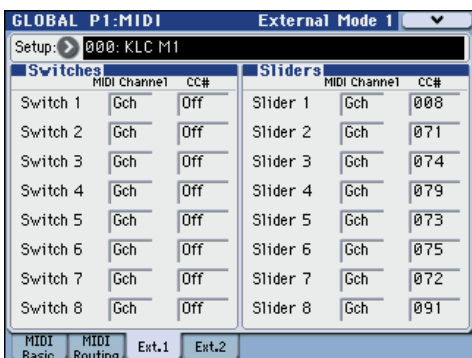 GLOBAL P1:MIDI External Mode 1
Setup: 000: KLC M1
Switches Sliders
MIDI Channel CC# MIDI Channel CC#
Switch 1 Gch Off Slider 1 Gch 008
Switch 2 Gch Off Slider 2 Gch 071
Switch 3 Gch Off Slider 3 Gch 074
Switch 4 Gch Off Slider 4 Gch 079
Switch 5 Gch Off Slider 5 Gch 073
Switch 6 Gch Off Slider 6 Gch 075
Switch 7 Gch Off Slider 7 Gch 072
Switch 8 Gch Off Slider 8 Gch 091
MIDI MIDI Ext.1 Ext.2
Basic Routing